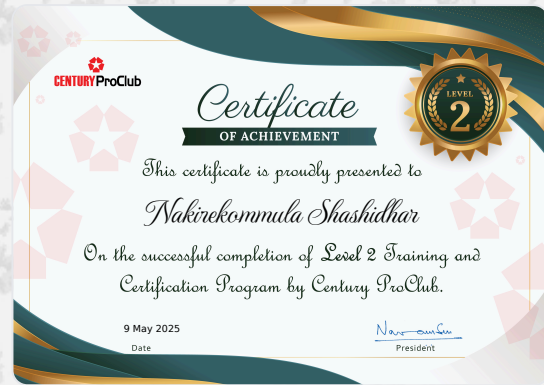 CENTURY ProClub
Certificate
OF ACHIEVEMENT
LEVEL
2
This certificate is proudly presented to
Nakirekommula Shashidhar
On the successful completion of Level 2 Training and
Certification Program by Century ProClub.
9 May 2025
Date
President